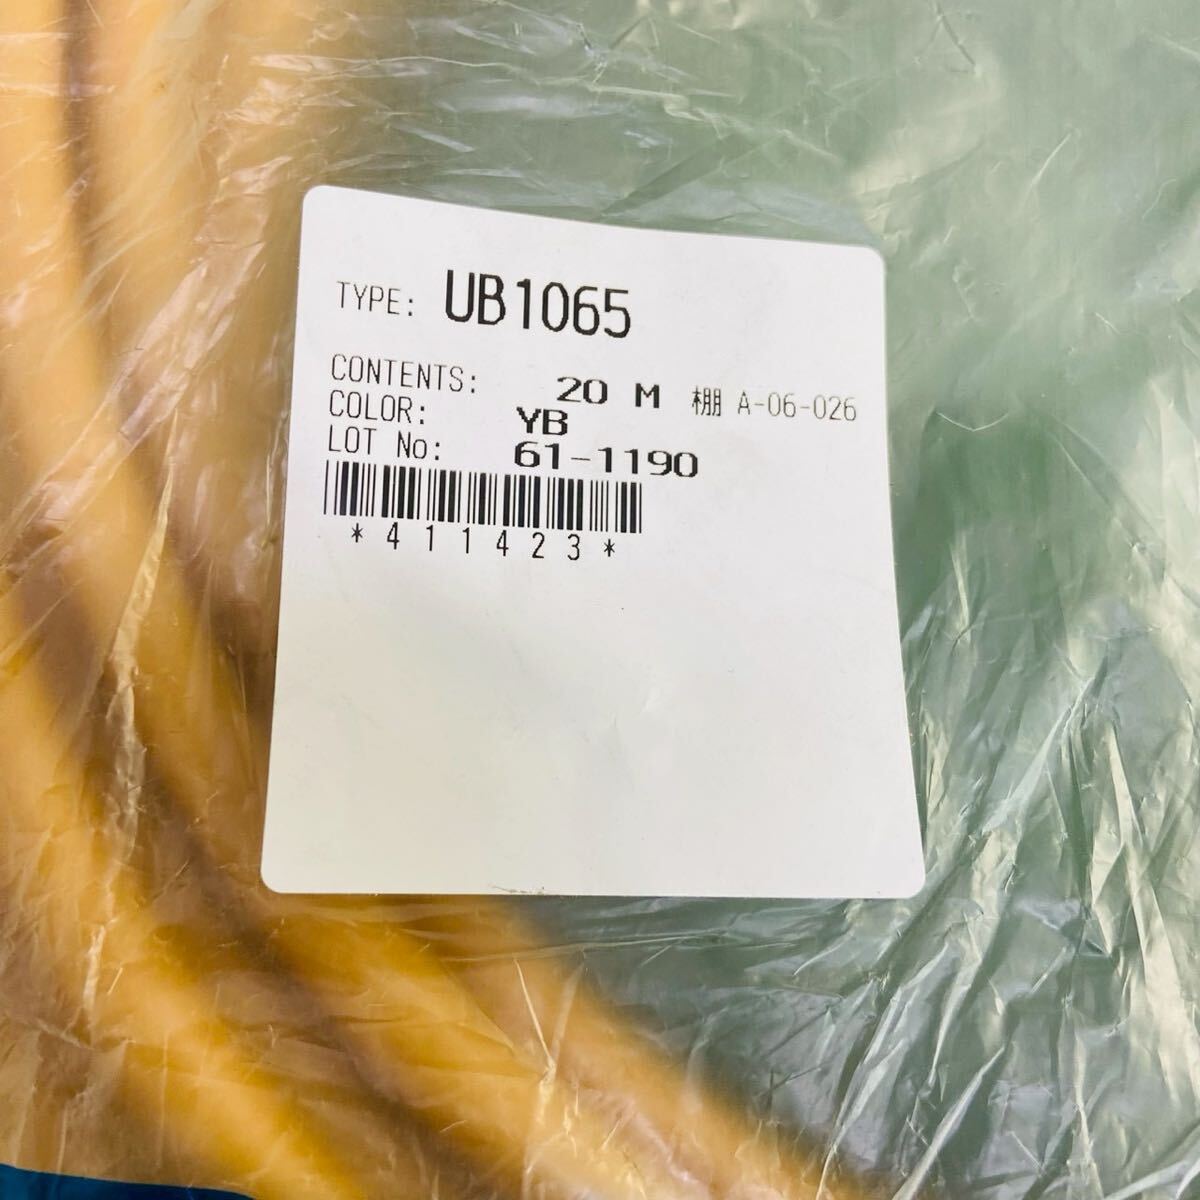 TYPE: UB1065
CONTENTS: 20 M 棚 A-06-026
COLOR: YB
LOT No: 61-1190
*411423*